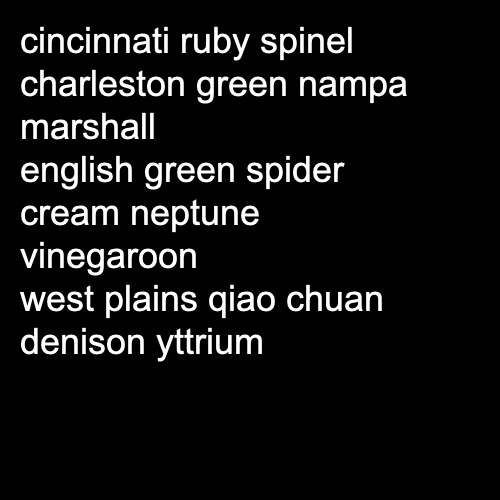 cincinnati ruby spinel
charleston green nampa
marshall
english green spider
cream neptune
vinegaroon
west plains qiao chuan
denison yttrium